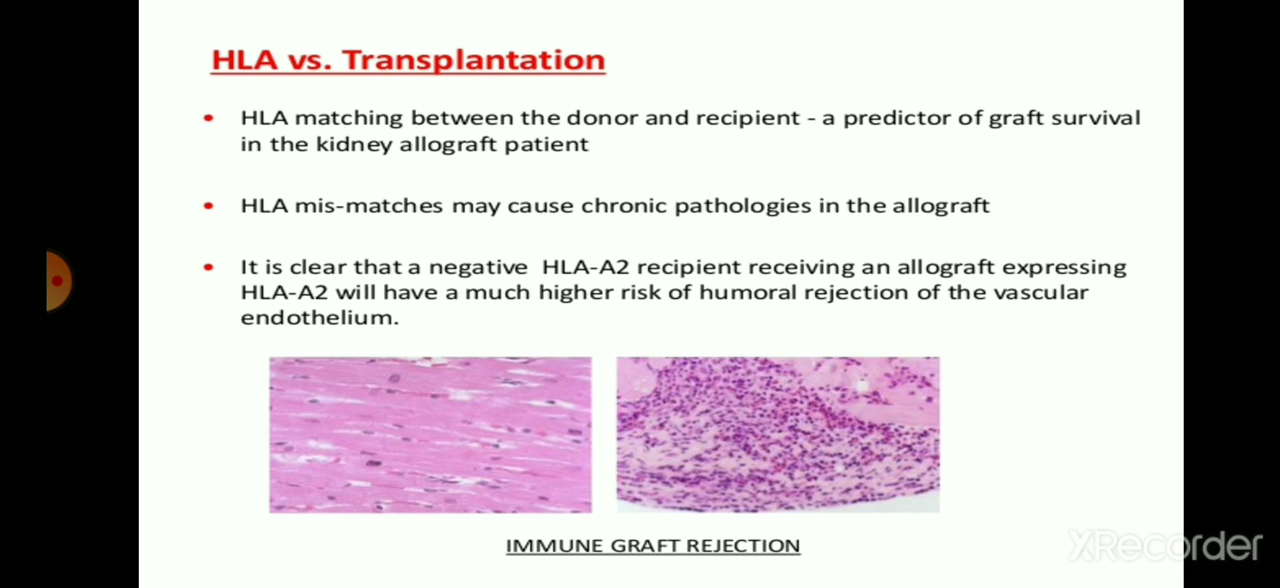 HLA vs. Transplantation
• HLA matching between the donor and recipient - a predictor of graft survival
in the kidney allograft patient
• HLA mis-matches may cause chronic pathologies in the allograft
• It is clear that a negative HLA-A2 recipient receiving an allograft expressing
HLA-A2 will have a much higher risk of humoral rejection of the vascular
endothelium.
IMMUNE GRAFT REJECTION
XRecorder